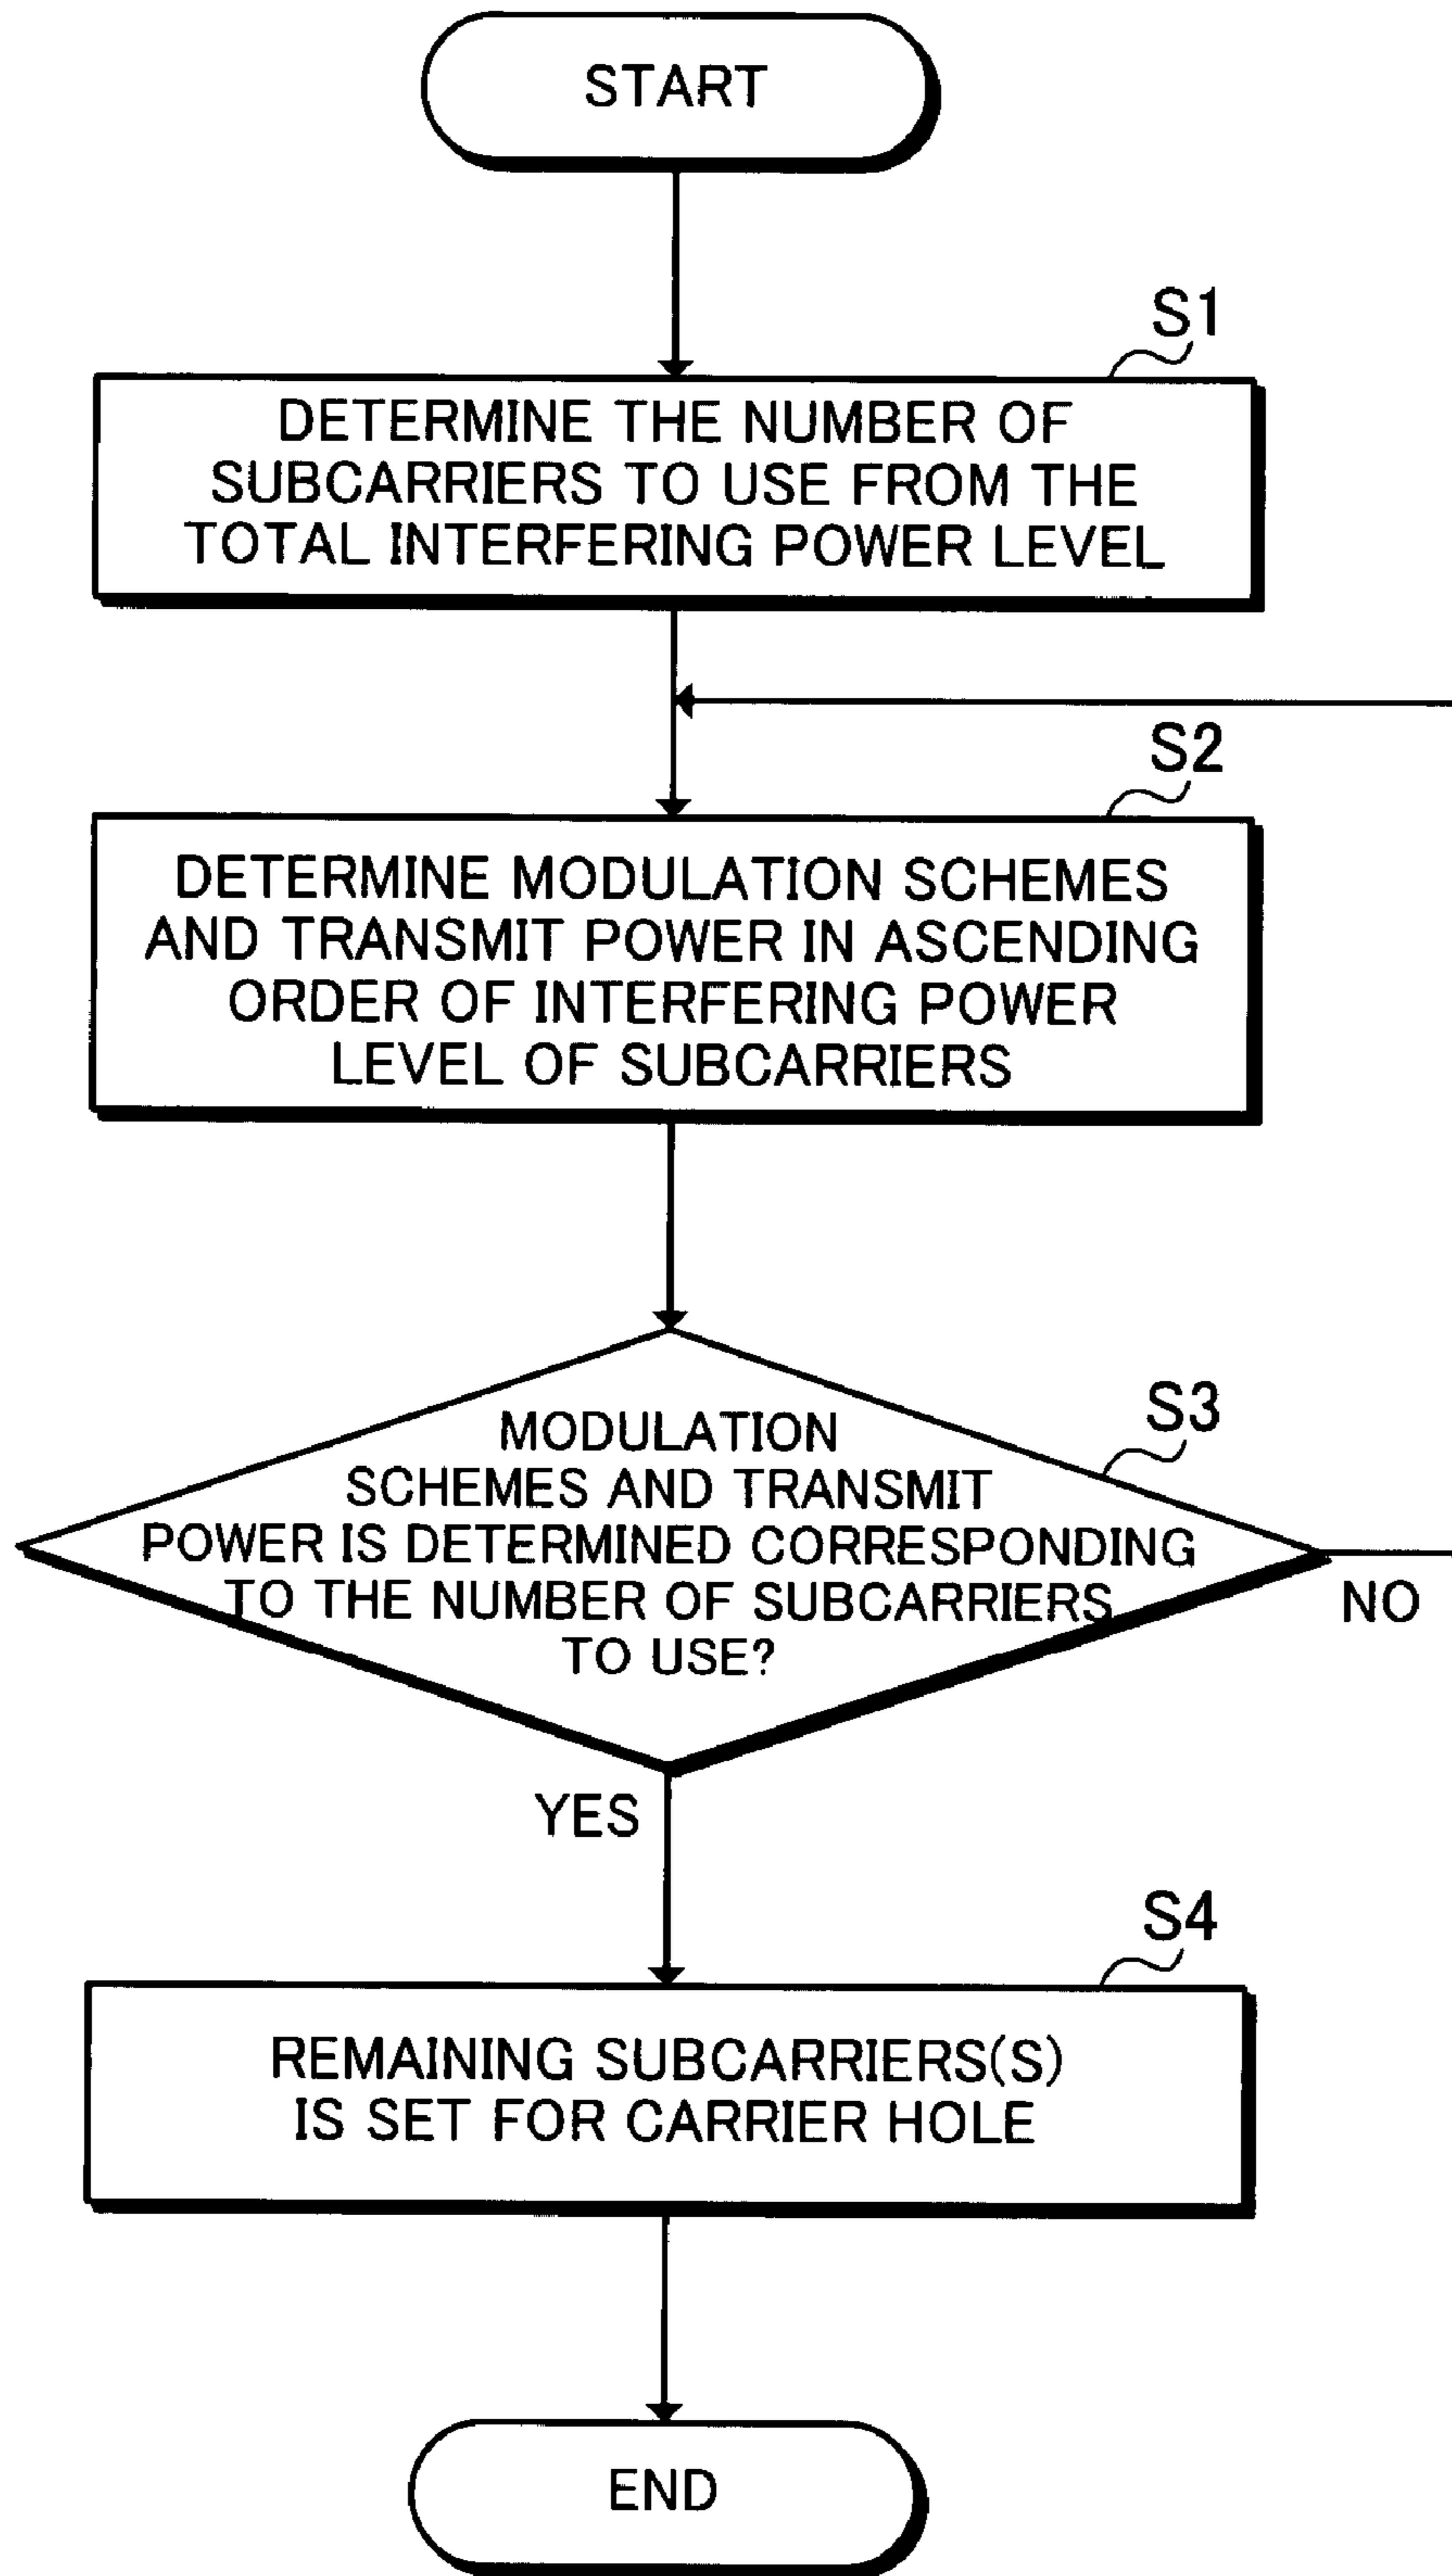 START
S1
DETERMINE THE NUMBER OF
SUBCARRIERS TO USE FROM THE
TOTAL INTERFERING POWER LEVEL
S2
DETERMINE MODULATION SCHEMES
AND TRANSMIT POWER IN ASCENDING
ORDER OF INTERFERING POWER
LEVEL OF SUBCARRIERS
S3
MODULATION
SCHEMES AND TRANSMIT
POWER IS DETERMINED CORRESPONDING
TO THE NUMBER OF SUBCARRIERS
TO USE?
NO
YES
S4
REMAINING SUBCARRIERS(S)
IS SET FOR CARRIER HOLE
END